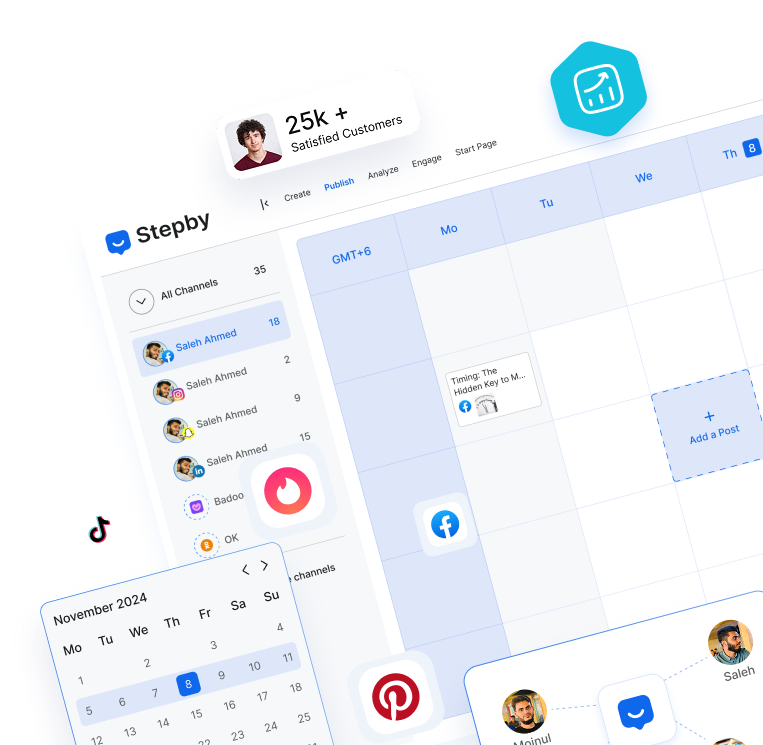 25k +
Satisfied Customers
Stepby
Create
Publish
Analyze
Engage
Start Page
All Channels
35
Saleh Ahmed
18
Saleh Ahmed
2
Saleh Ahmed
9
Saleh Ahmed
15
Badoo
OK
channels
GMT+6
Mo
Tu
We
Th 8
Timing: The
Hidden Key to M...
+
Add a Post
November 2024
Mo Tu We Th Fr Sa Su
1 2 3 4
5 6 7 8 9 10 11
12 13 14 15 16 17 18
22 23 24 25
Moinul
Saleh